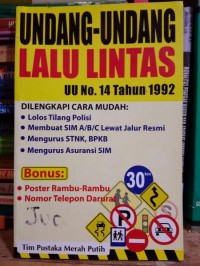 UNDANG-UNDANG
LALU LINTAS
UU No. 14 Tahun 1992
DILENGKAPI CARA MUDAH:
• Lolos Tilang Polisi
• Membuat SIM A/B/C Lewat Jalur Resmi
• Mengurus STNK, BPKB
• Mengurus Asuransi SIM
Bonus:
• Poster Rambu-Rambu
• Nomor Telepon Darurat
30
P
Tim Pustaka Merah Putih